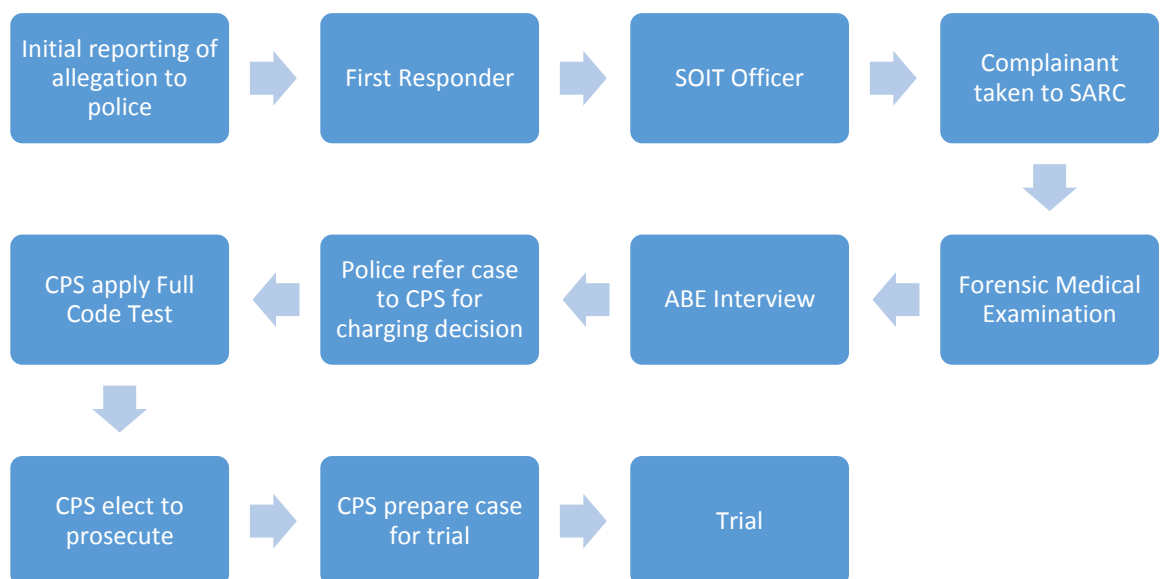 Initial reporting of
allegation to
police
First Responder
SOIT Officer
Complainant
taken to SARC
Forensic Medical
Examination
ABE Interview
Police refer case
to CPS for
charging decision
CPS apply Full
Code Test
CPS elect to
prosecute
CPS prepare case
for trial
Trial